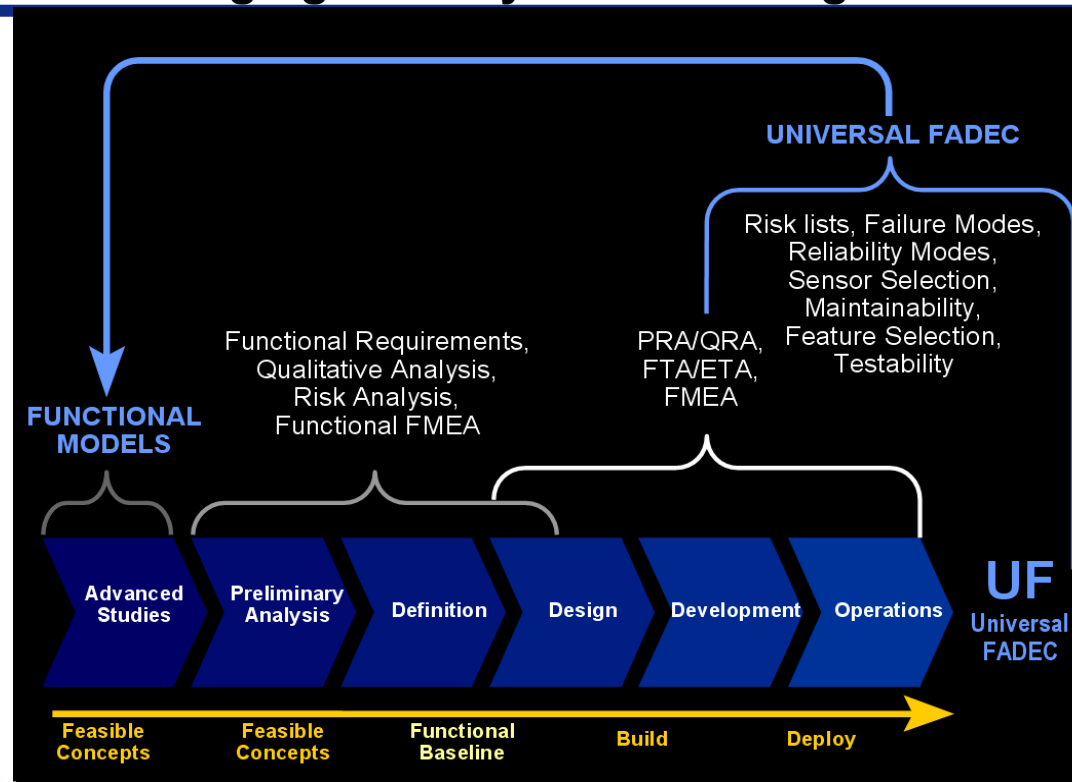 UNIVERSAL FADEC
Risk lists, Failure Modes,
Reliability Modes,
Sensor Selection,
Maintainability,
Feature Selection,
Testability
Functional Requirements,
Qualitative Analysis,
Risk Analysis,
Functional FMEA
PRA/QRA,
FTA/ETA,
FMEA
FUNCTIONAL
MODELS
Advanced
Studies
Preliminary
Analysis
Definition
Design
Development
Operations
UF
Universal
FADEC
Feasible
Concepts
Feasible
Concepts
Functional
Baseline
Build
Deploy